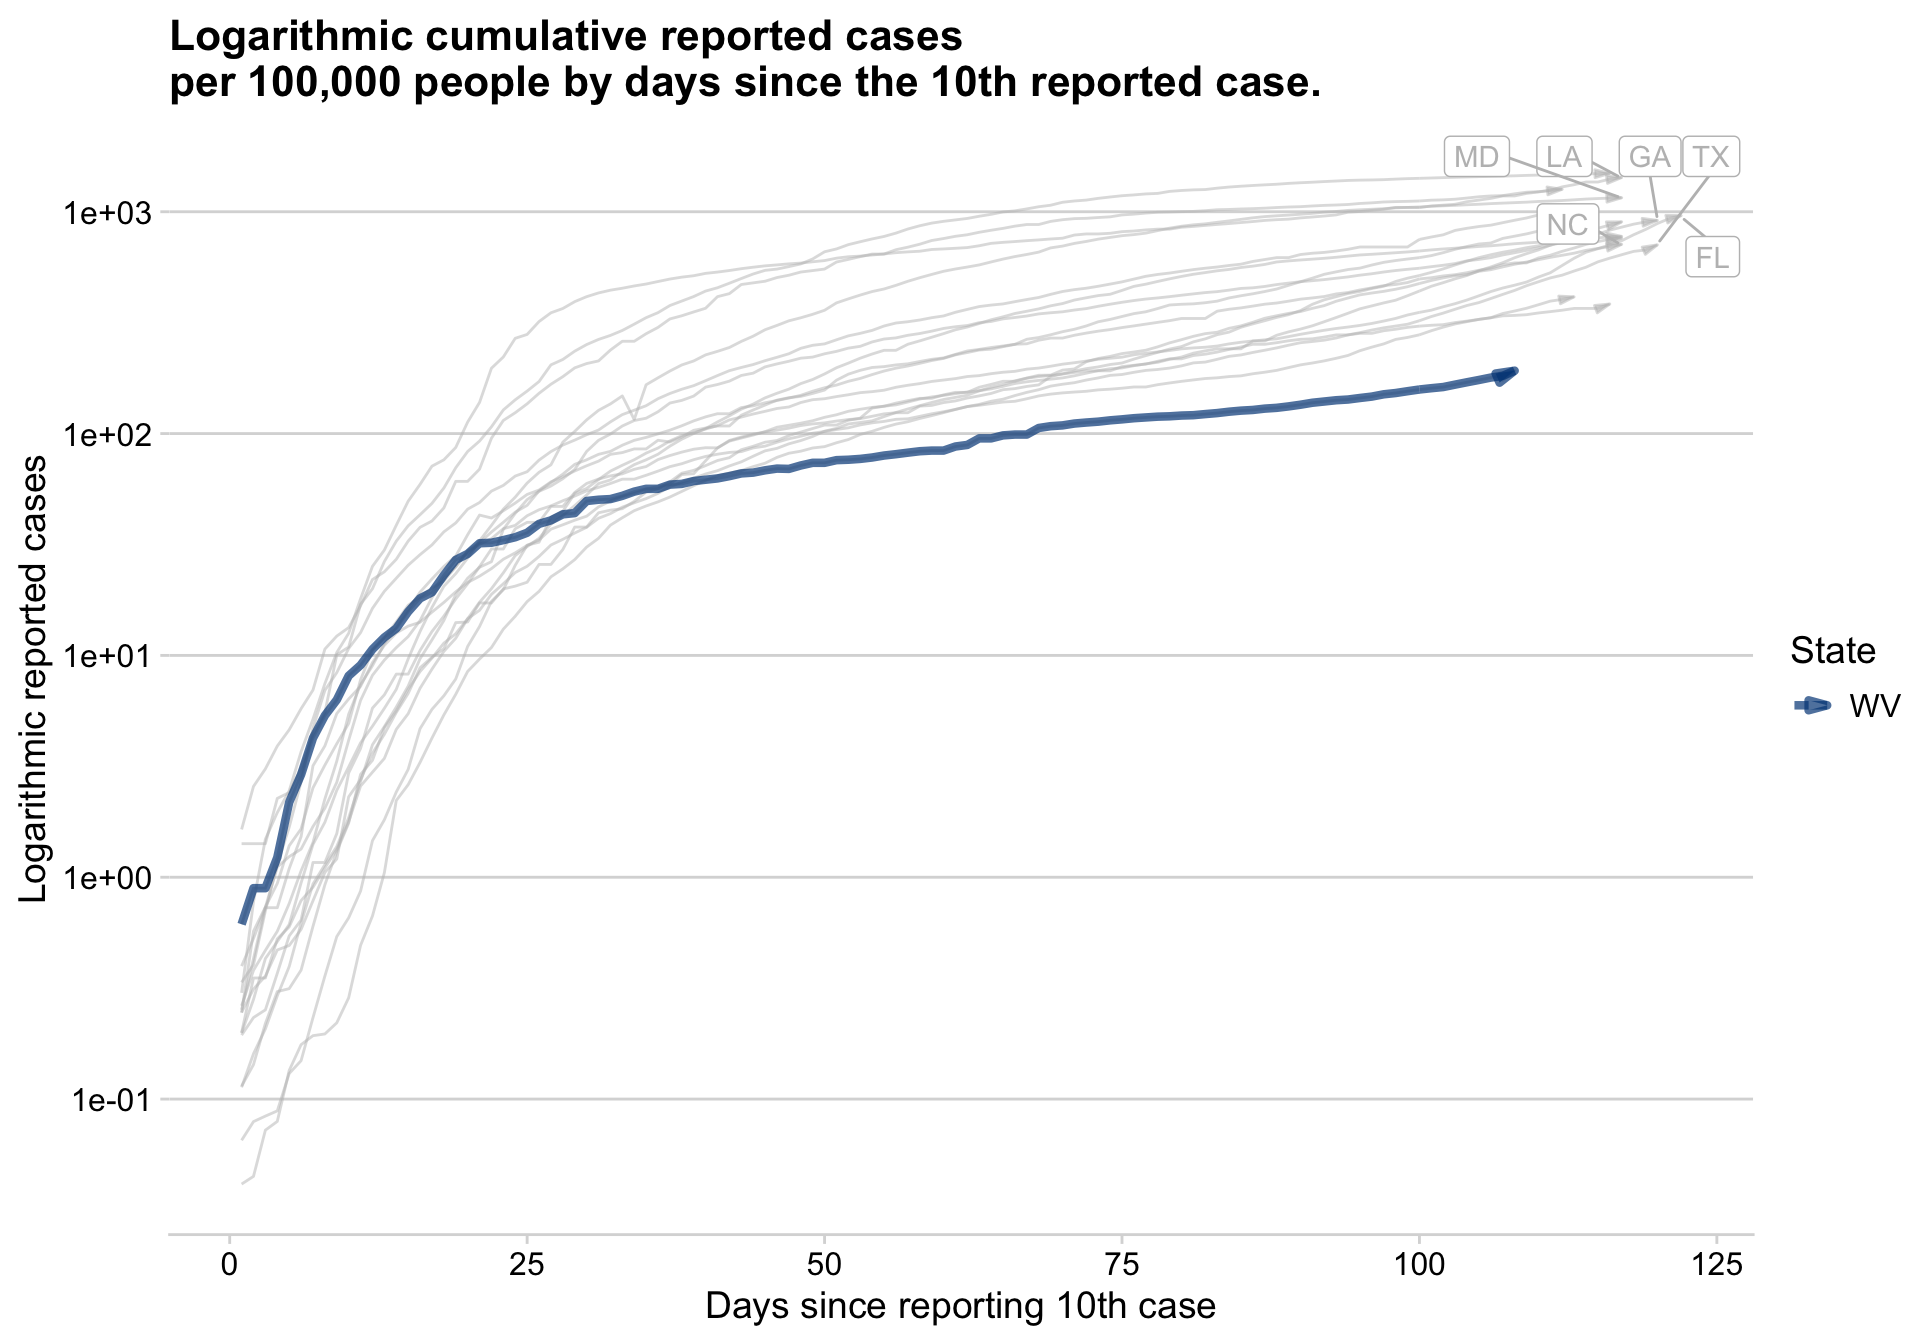 Logarithmic cumulative reported cases
per 100,000 people by days since the 10th reported case.
MD
LA
GA
TX
NC
FL
1e+03
1e+02
1e+01
1e+00
1e-01
Logarithmic reported cases
State
WV
0
25
50
75
100
125
Days since reporting 10th case